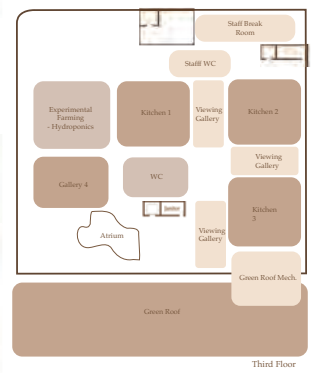 Staff Break
Room
Staff WC
Experimental
Farming
- Hydroponics
Kitchen 1
Viewing
Gallery
Kitchen 2
Viewing
Gallery
Gallery 4
WC
Kitchen
3
Viewing
Gallery
Atrium
Green Roof Mech.
Green Roof
Third Floor